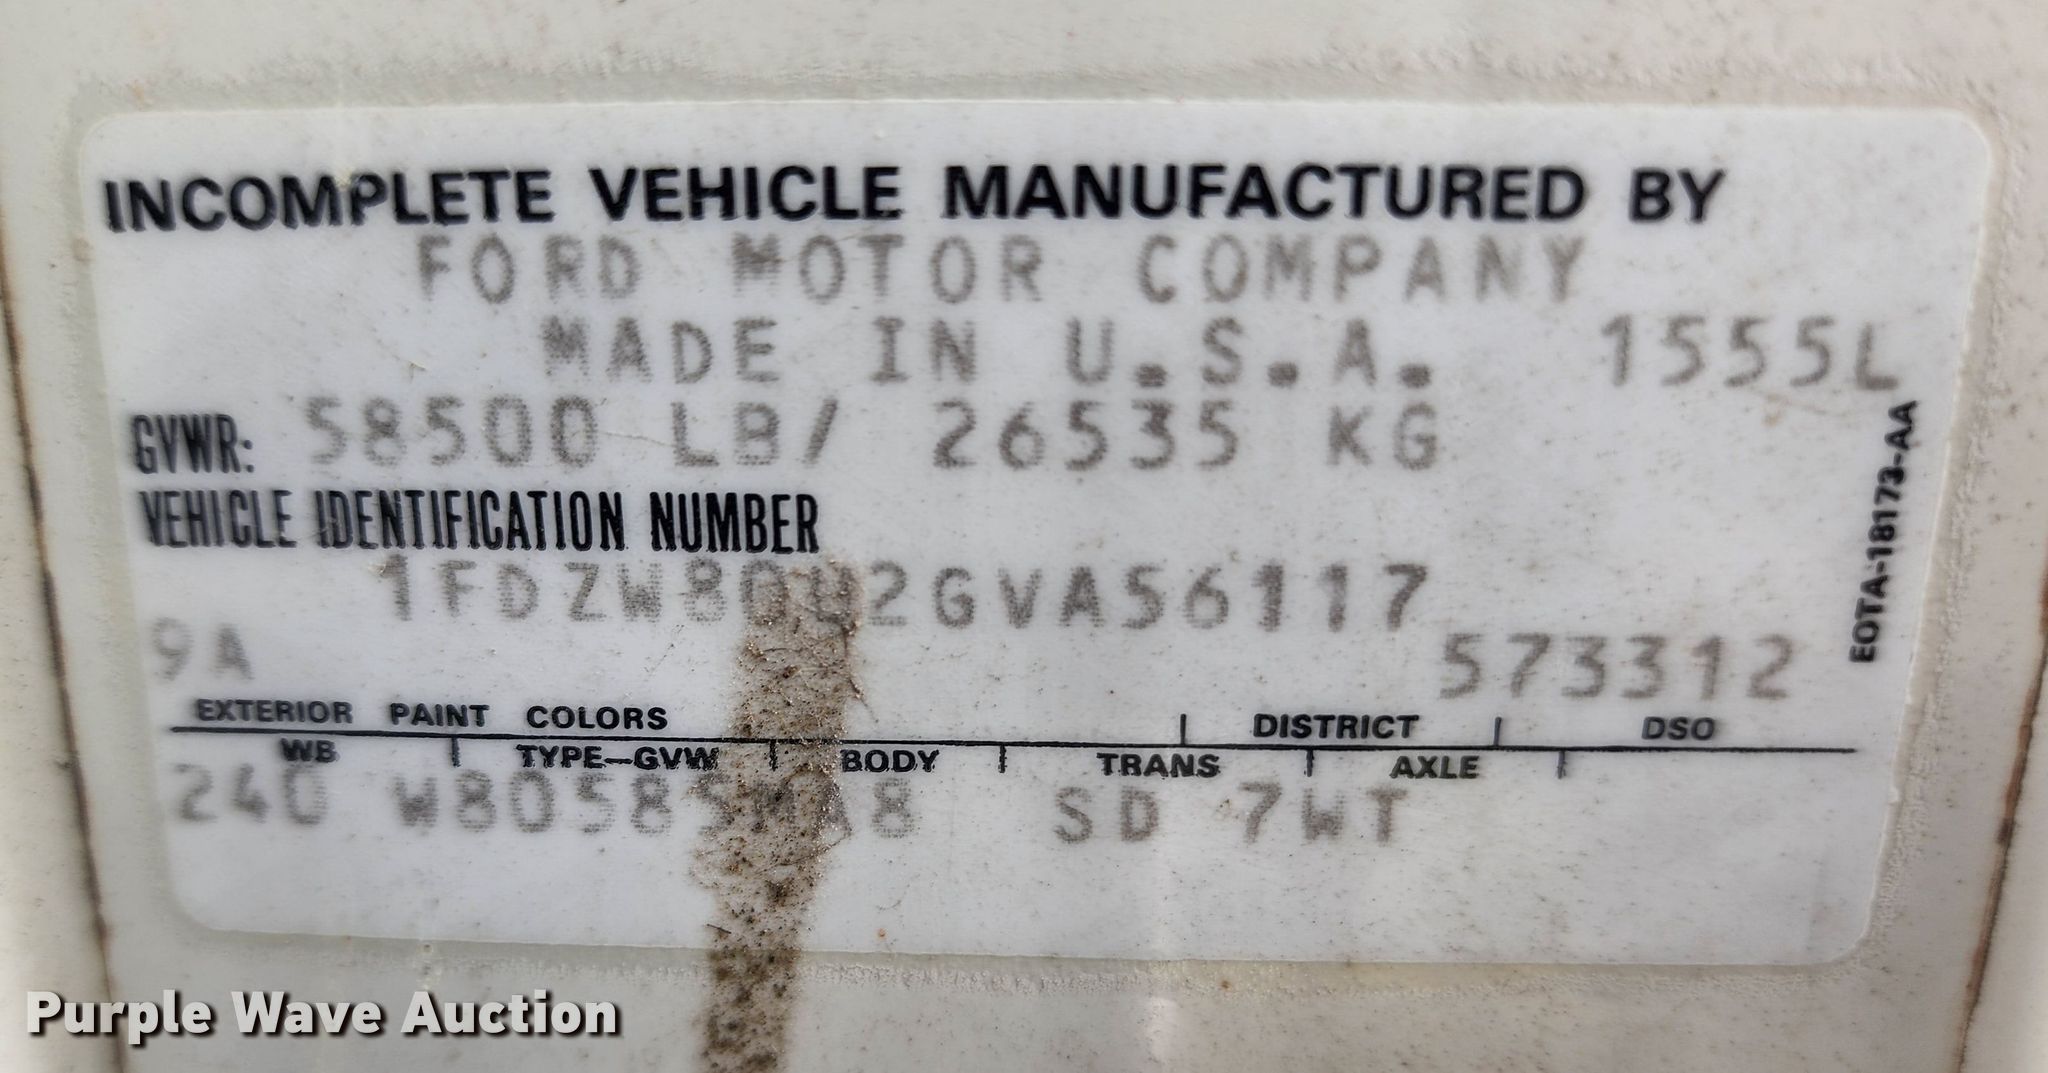 INCOMPLETE VEHICLE MANUFACTURED BY
FORD MOTOR COMPANY
MADE IN U.S.A. 1555L
GVWR: 58500 LB/ 26535 KG
VEHICLE IDENTIFICATION NUMBER
1FDZW80U2GVA56117
EOTA-18173-AA
9A 573312
EXTERIOR PAINT COLORS DISTRICT DSO
WB TYPE-GVW BODY TRANS AXLE
240 W80585MA8 SD 7WT
Purple Wave Auction